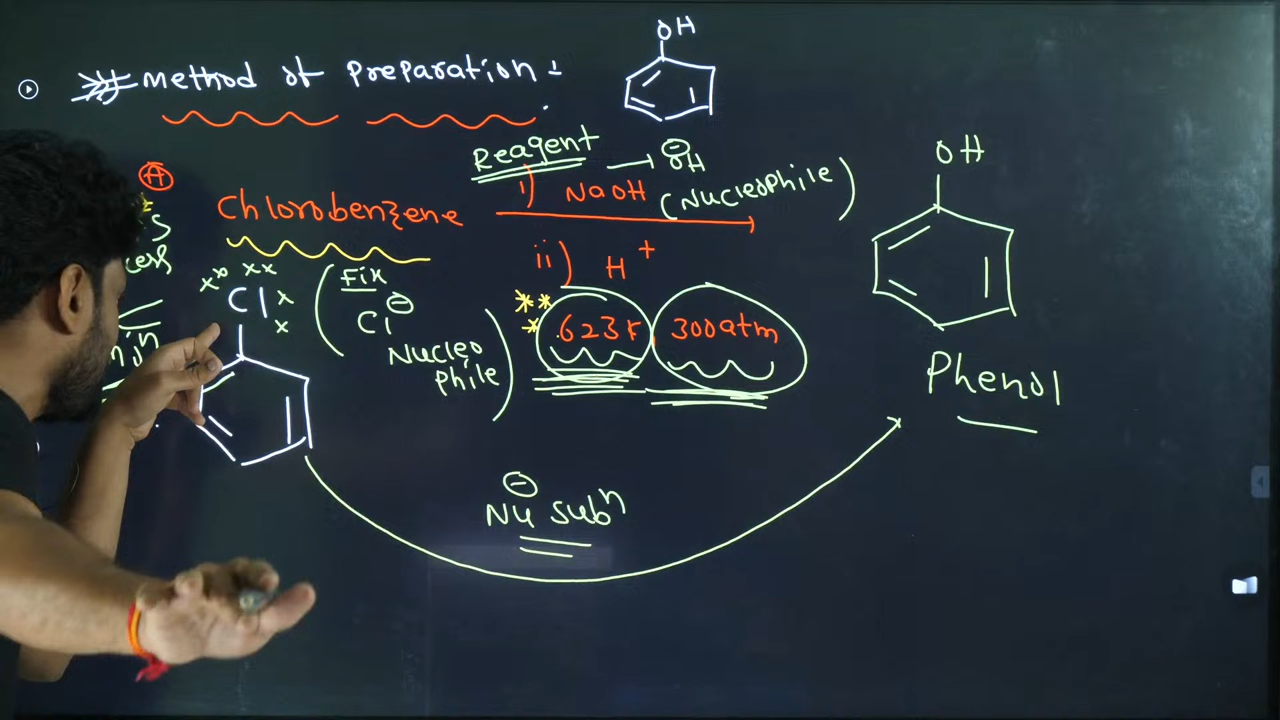 OH
Method of Preparation :-
Reagent → ⊖OH
(Nucleophile)
A
i) NaOH
Chlorobenzene
ii) H+
OH
Cl
(Fix
Cl⊖
Nucleo
phile)
** 
*
623K 300atm
Phenol
Nu⊖ subⁿ